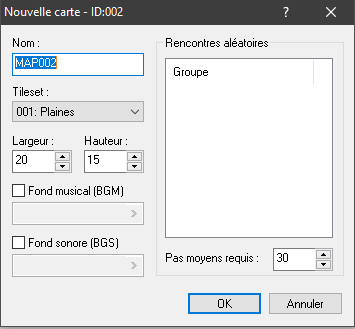 Nouvelle carte - ID:002
Nom :
MAP002
Tileset :
001: Plaines
Largeur :
Hauteur :
20
15
Fond musical (BGM)
Fond sonore (BGS)
Rencontres aléatoires
Groupe
Pas moyens requis :
30
OK
Annuler